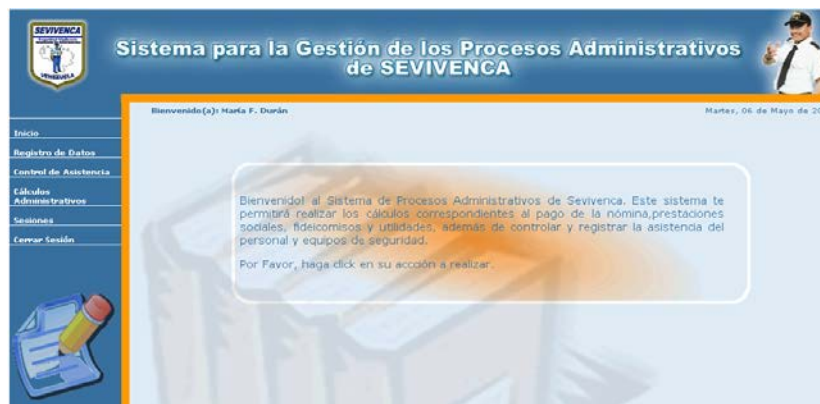 SEVIVENCA
VENEZUELA
Sistema para la Gestión de los Procesos Administrativos
de SEVIVENCA
Bienvenido(a): María F. Durán
Martes, 06 de Mayo de 20
Inicio
Registro de Datos
Control de Asistencia
Cálculos
Administrativos
Sesiones
Cerrar Sesión
Bienvenido! al Sistema de Procesos Administrativos de Sevivenca. Este sistema te
permitirá realizar los cálculos correspondientes al pago de la nómina,prestaciones
sociales, fideicomisos y utilidades, además de controlar y registrar la asistencia del
personal y equipos de seguridad.
Por Favor, haga click en su accción a realizar.